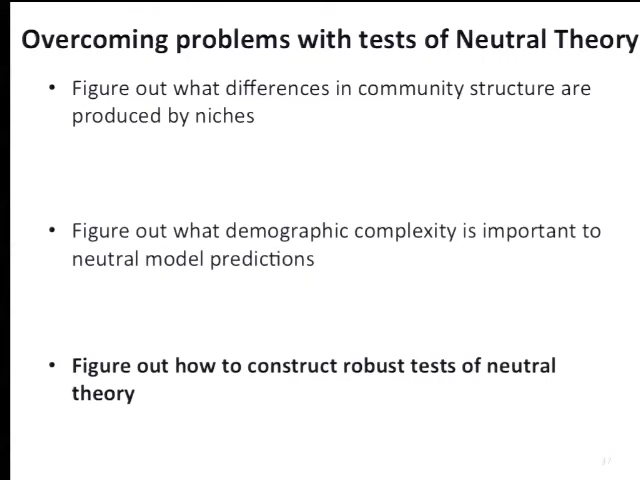 Overcoming problems with tests of Neutral Theory
• Figure out what differences in community structure are
produced by niches
• Figure out what demographic complexity is important to
neutral model predictions
• Figure out how to construct robust tests of neutral
theory
37